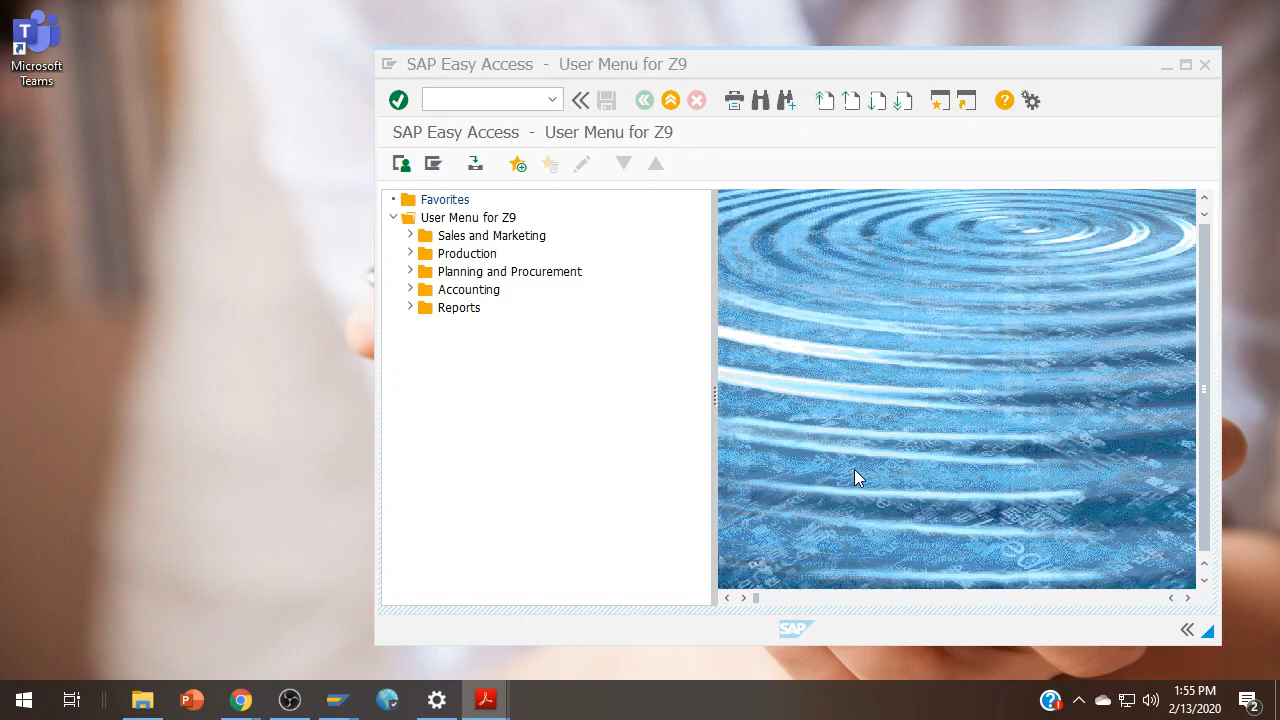 Microsoft
Teams
SAP Easy Access - User Menu for Z9
SAP Easy Access - User Menu for Z9
Favorites
User Menu for Z9
Sales and Marketing
Production
Planning and Procurement
Accounting
Reports
SAP
1:55 PM
2/13/2020
2